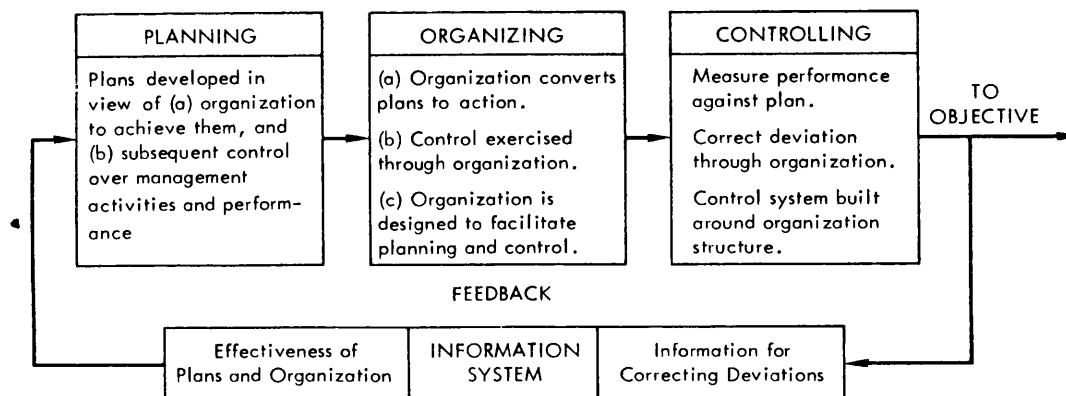 PLANNING
Plans developed in
view of (a) organization
to achieve them, and
(b) subsequent control
over management
activities and perform-
ance
ORGANIZING
(a) Organization converts
plans to action.
(b) Control exercised
through organization.
(c) Organization is
designed to facilitate
planning and control.
CONTROLLING
Measure performance
against plan.
Correct deviation
through organization.
Control system built
around organization
structure.
TO
OBJECTIVE
FEEDBACK
Effectiveness of
Plans and Organization
INFORMATION
SYSTEM
Information for
Correcting Deviations